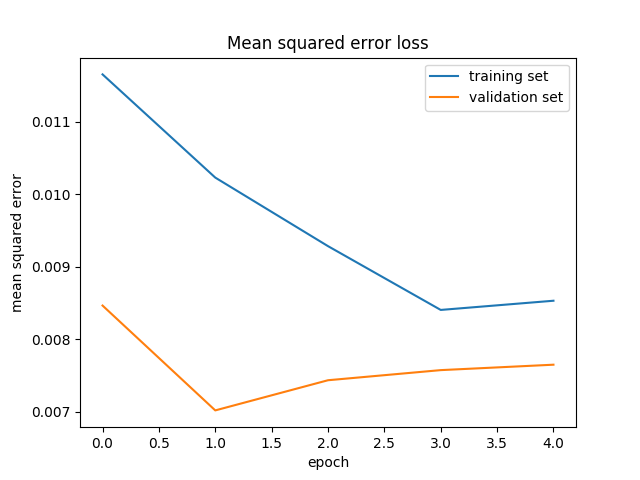 Mean squared error loss
training set
validation set
0.011
0.010
0.009
0.008
0.007
mean squared error
0.0 0.5 1.0 1.5 2.0 2.5 3.0 3.5 4.0
epoch